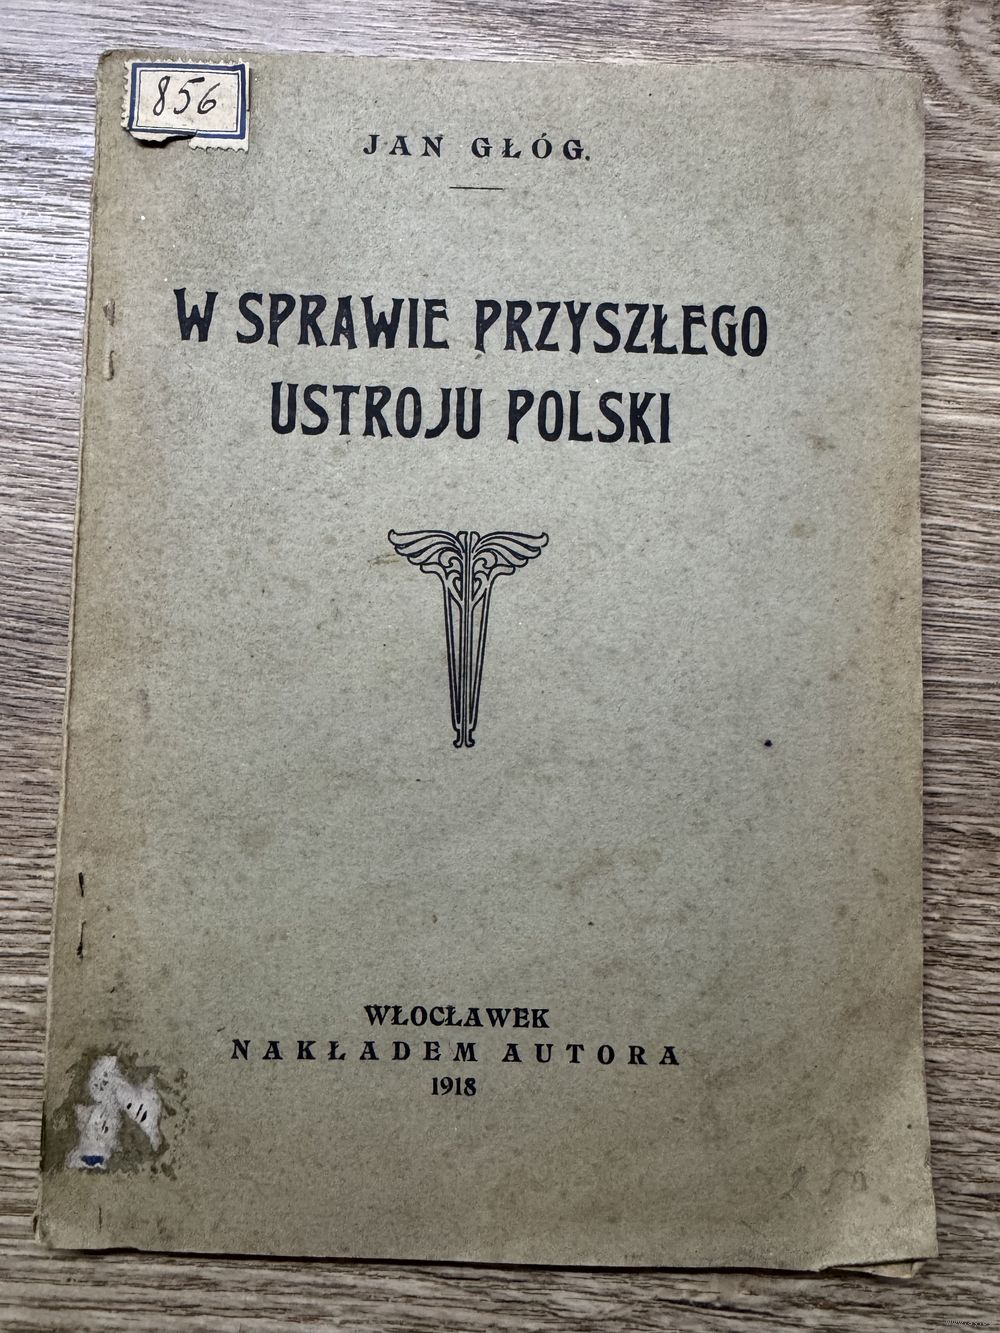 856
JAN GŁÓG.
W SPRAWIE PRZYSZŁEGO
USTROJU POLSKI
WŁOCŁAWEK
NAKŁADEM AUTORA
1918